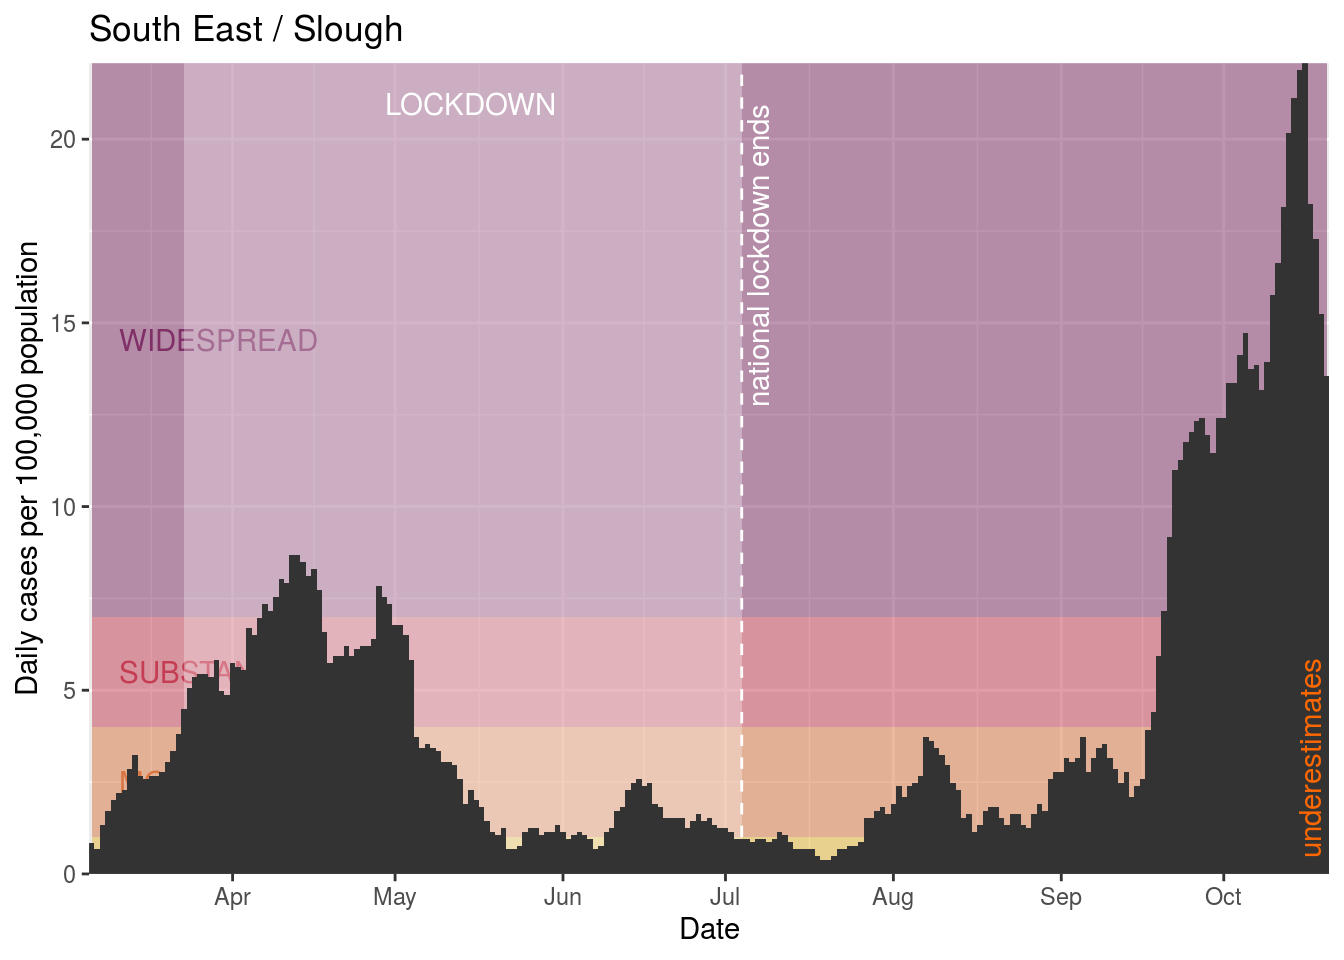 South East / Slough
LOCKDOWN
national lockdown ends
WIDESPREAD
underestimates
Daily cases per 100,000 population
20
15
10
5
0
Apr
May
Jun
Jul
Aug
Sep
Oct
Date